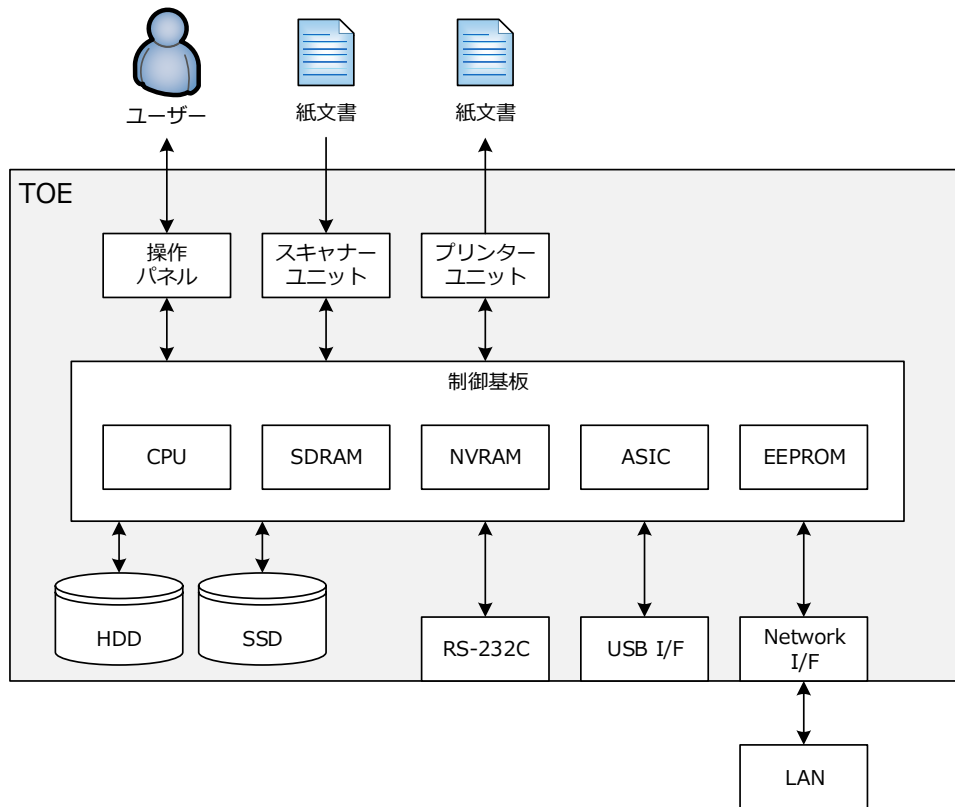 ユーザー
紙文書
紙文書
TOE
操作
パネル
スキャナー
ユニット
プリンター
ユニット
制御基板
CPU
SDRAM
NVRAM
ASIC
EEPROM
HDD
SSD
RS-232C
USB I/F
Network
I/F
LAN